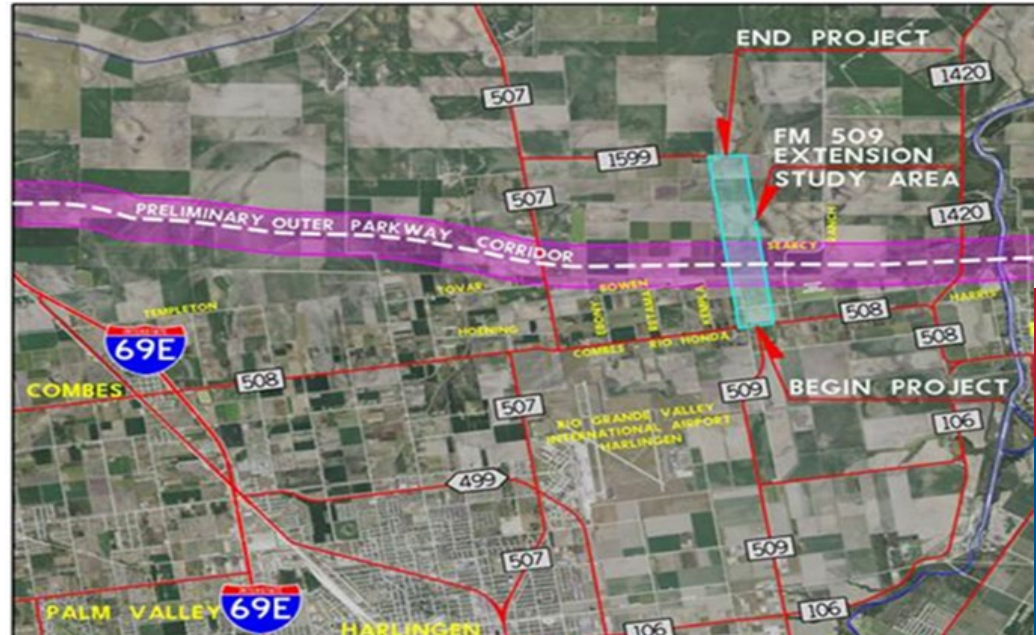 END PROJECT
1420
507
FM 509
EXTENSION
STUDY AREA
1599
507
1420
PRELIMINARY OUTER PARKWAY CORRIDOR
RANCH
SEARCY
TOVAR
BOWEN
HARRIS
TEMPLETON
EBONY
RETAMA
KENPLA
508
HOENING
COMBES RIO HONDA
508
69E
COMBES
508
BEGIN PROJECT
509
507
106
RIO GRANDE VALLEY
INTERNATIONAL AIRPORT
HARLINGEN
499
507
509
PALM VALLEY
69E
HARLINGEN
106
106